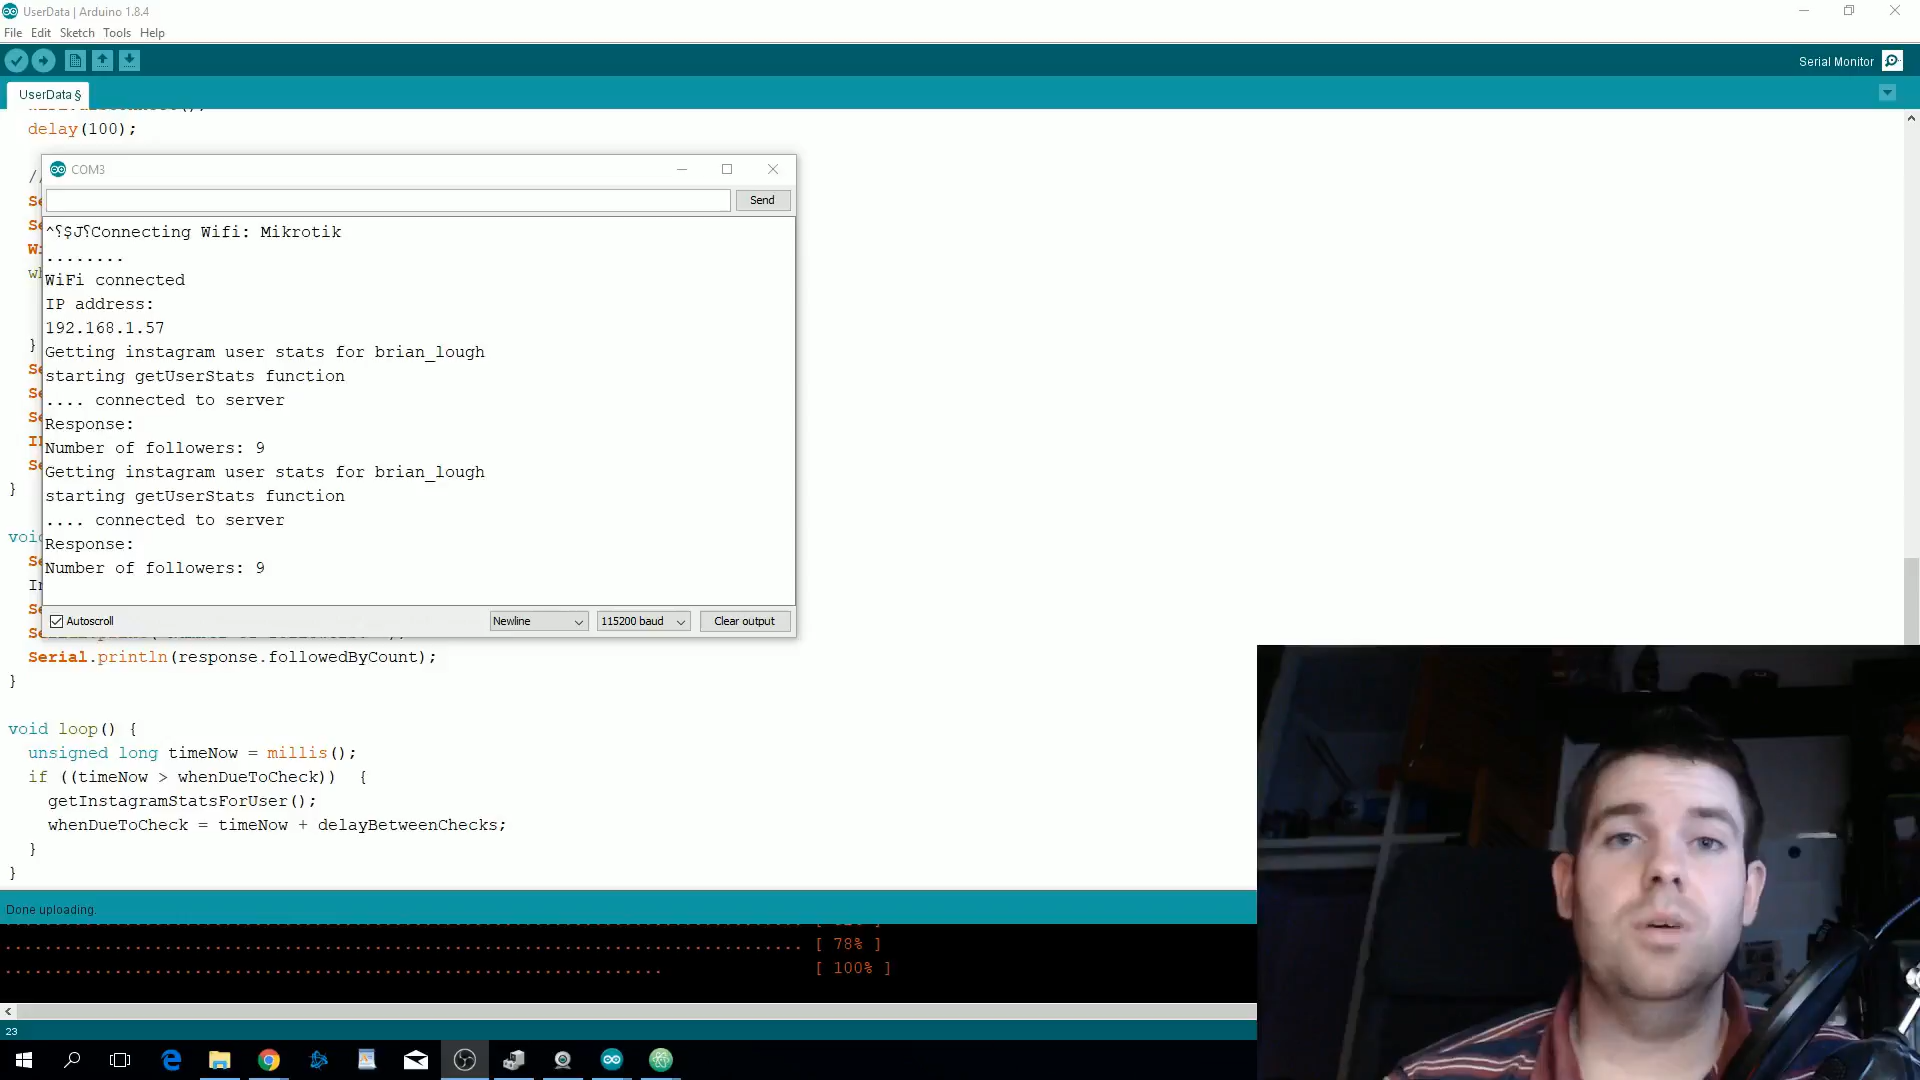 UserData | Arduino 1.8.4
File Edit Sketch Tools Help
Serial Monitor
UserData §
delay(100);
COM3
Send
^⸮$J⸮Connecting Wifi: Mikrotik
........
WiFi connected
IP address:
192.168.1.57
Getting instagram user stats for brian_lough
starting getUserStats function
.... connected to server
Response:
Number of followers: 9
Getting instagram user stats for brian_lough
starting getUserStats function
.... connected to server
Response:
Number of followers: 9
Autoscroll
Newline
115200 baud
Clear output
//
}
}
Serial.println(response.followedByCount);
}
void loop() {
unsigned long timeNow = millis();
if ((timeNow > whenDueToCheck)) {
getInstagramStatsForUser();
whenDueToCheck = timeNow + delayBetweenChecks;
}
}
Done uploading.
................................................................................ [ 78% ]
.................................................................. [ 100% ]
23